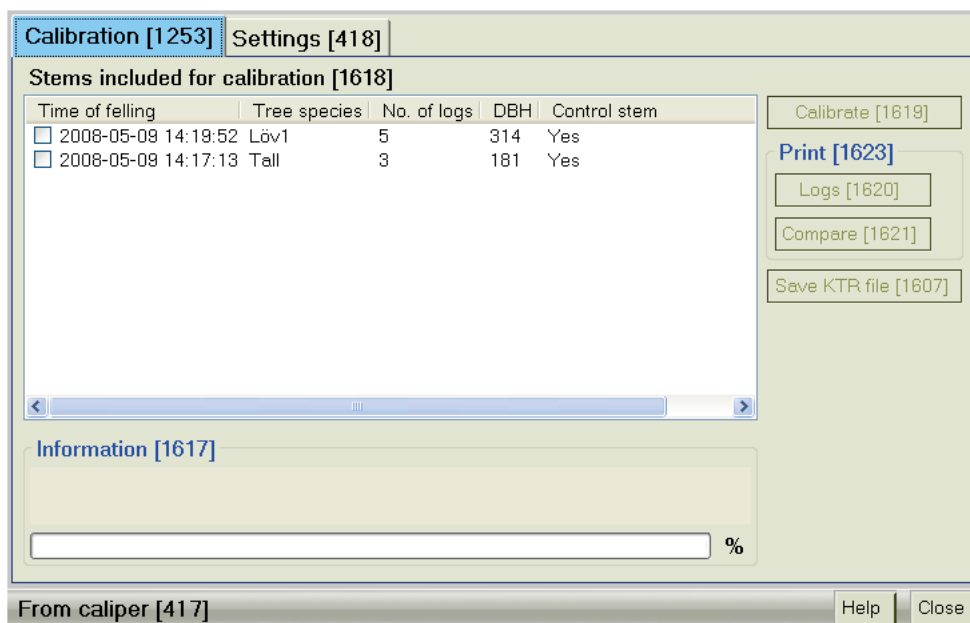 Calibration [1253] Settings [418]
Stems included for calibration [1618]
Time of felling Tree species No. of logs DBH Control stem
2008-05-09 14:19:52 Löv1 5 314 Yes
2008-05-09 14:17:13 Tall 3 181 Yes
Calibrate [1619]
Print [1623]
Logs [1620]
Compare [1621]
Save KTR file [1607]
Information [1617]
%
From caliper [417] Help Close